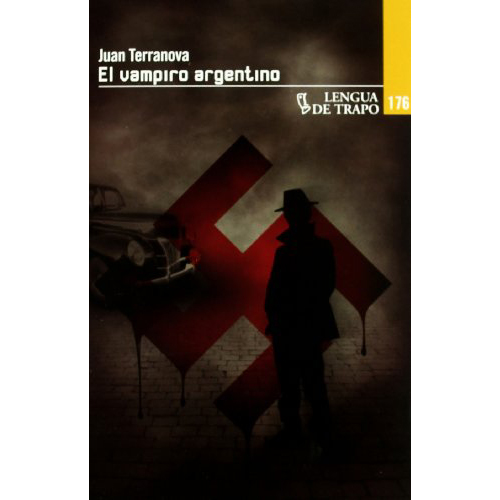 Juan Terranova
El vampiro argentino
LENGUA
DE TRAPO
176